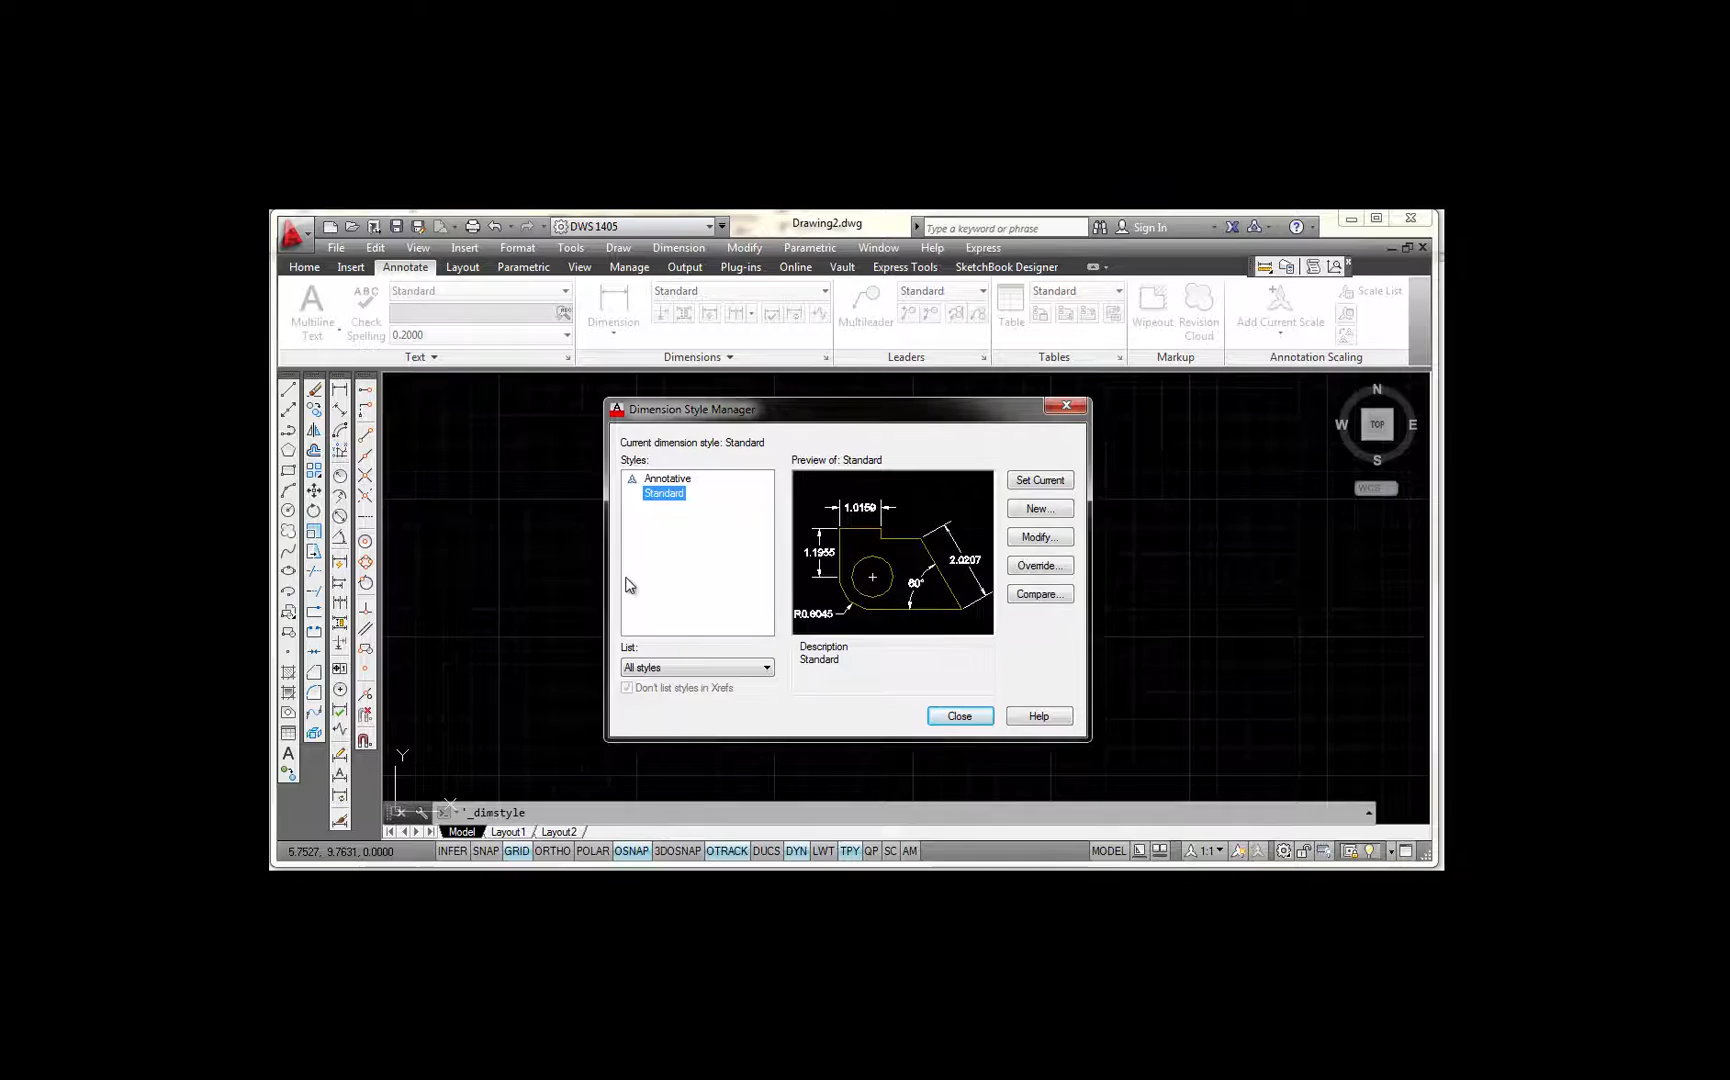 DWS 1405
Drawing2.dwg
Type a keyword or phrase
Sign In
File Edit View Insert Format Tools Draw Dimension Modify Parametric Window Help Express
Home Insert Annotate Layout Parametric View Manage Output Plug-ins Online Vault Express Tools SketchBook Designer
Standard
Standard
Standard
Standard
Scale List
Multiline
Text
ABC
Check
Spelling
0.2000
Dimension
Multileader
Table
Wipeout
Revision
Cloud
Add Current Scale
Text
Dimensions
Leaders
Tables
Markup
Annotation Scaling
N
W
TOP
E
S
WCS
Dimension Style Manager
Current dimension style: Standard
Styles:
Annotative
Standard
Preview of: Standard
1.0159
1.1955
2.0207
60°
R0.8045
Set Current
New...
Modify...
Override...
Compare...
List:
All styles
Don't list styles in Xrefs
Description
Standard
Close
Help
Y
'_dimstyle
Model Layout1 Layout2
5.7527, 9.7631, 0.0000
INFER SNAP GRID ORTHO POLAR OSNAP 3DOSNAP OTRACK DUCS DYN LWT TPY QP SC AM
MODEL
1:1